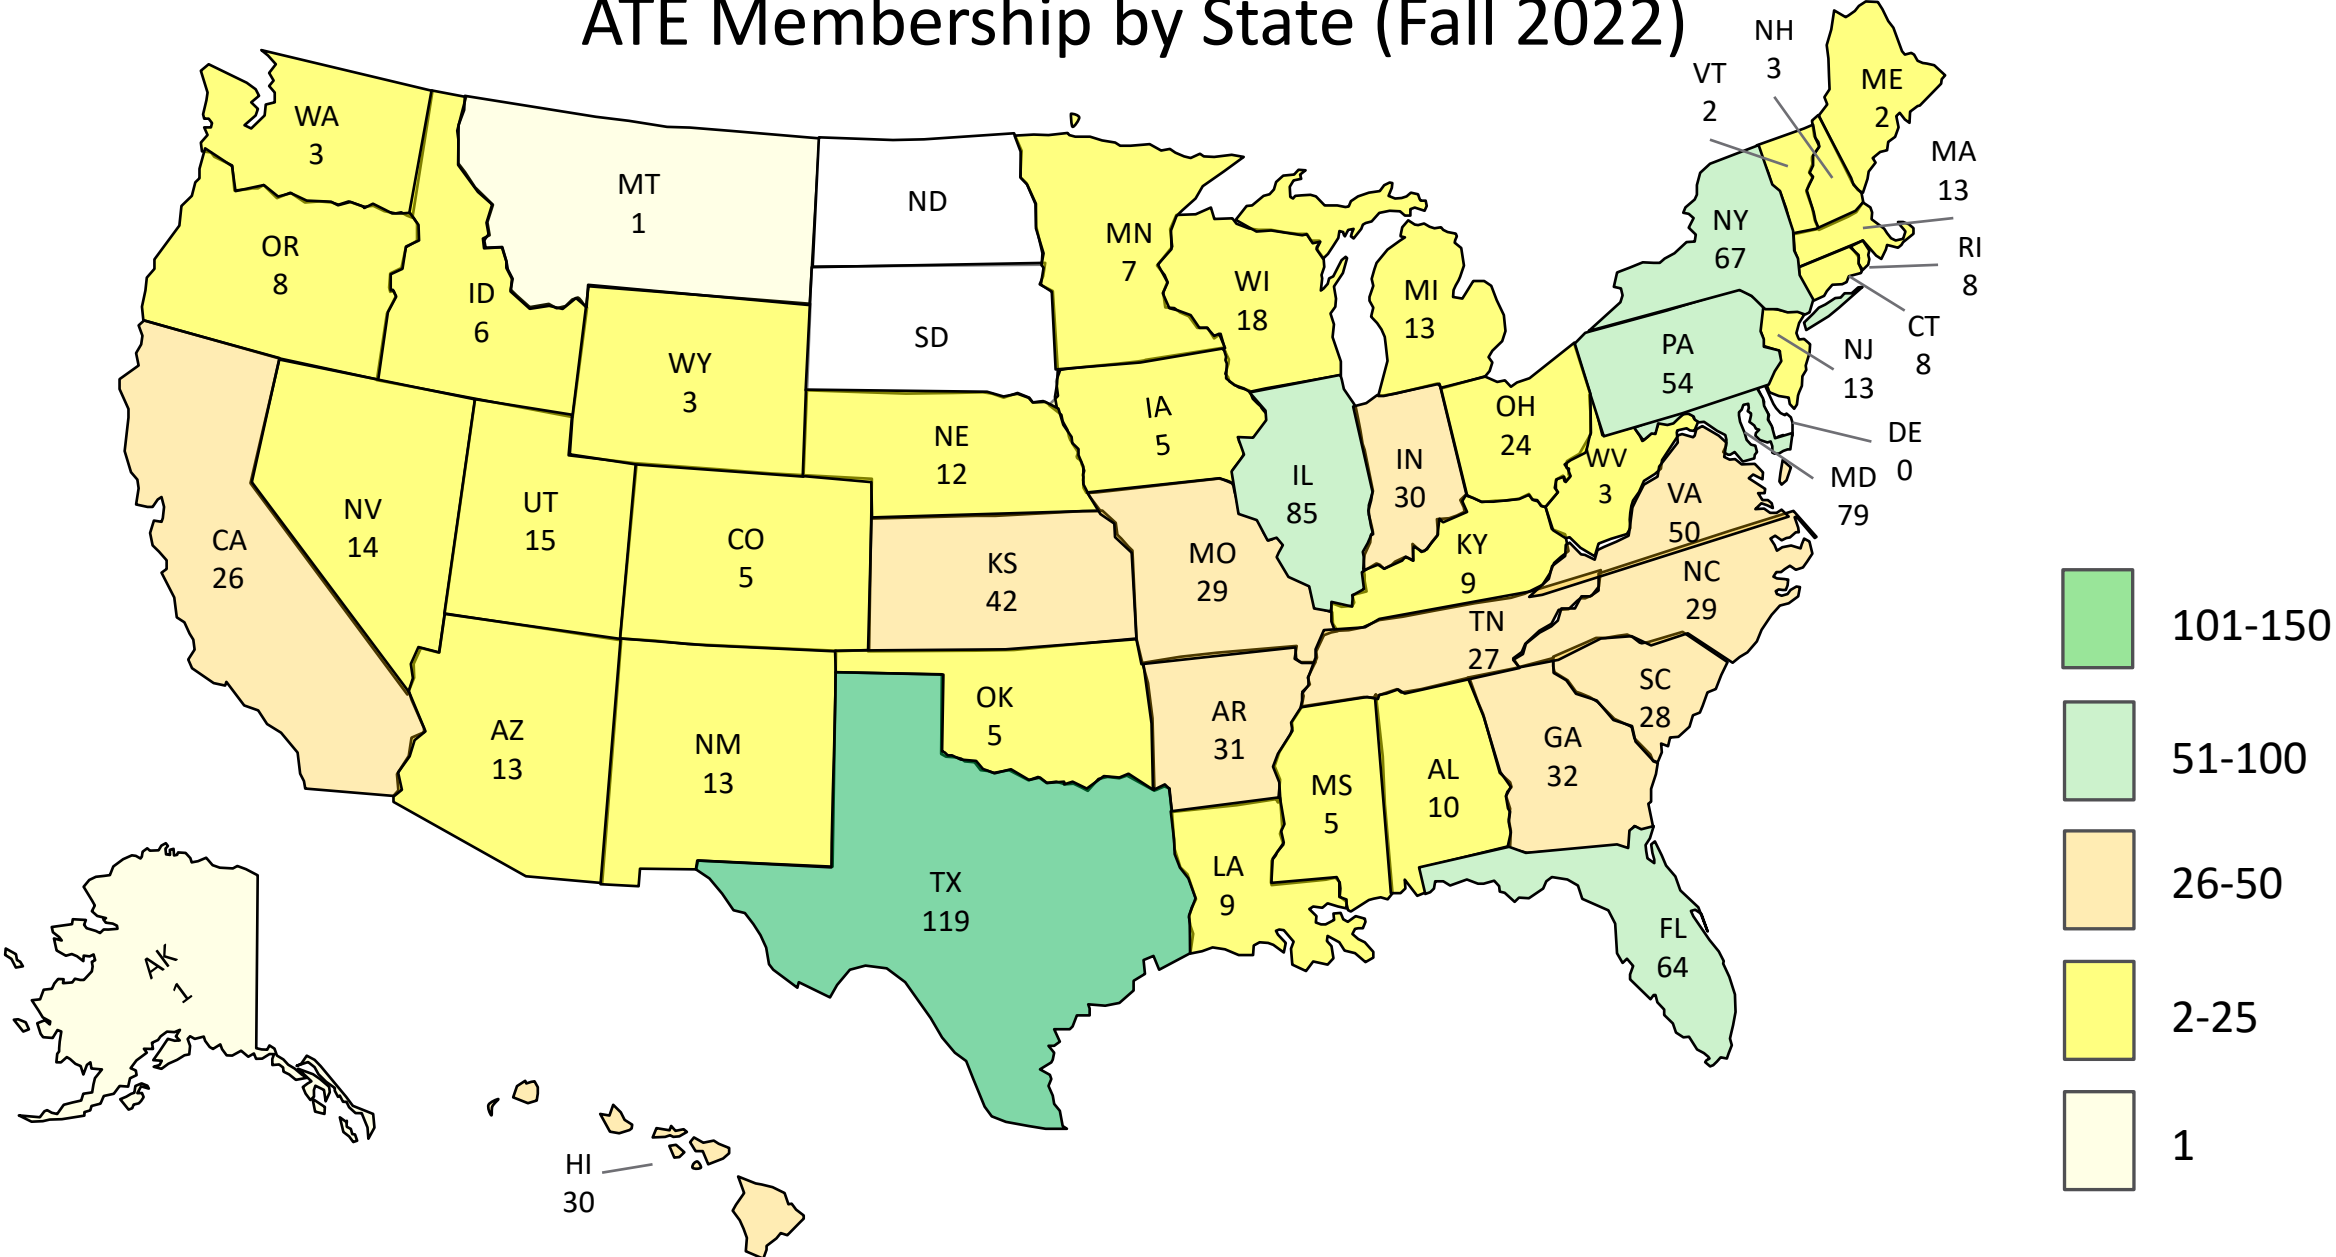 ATE Membership by State (Fall 2022)
NH
3
VT
2
ME
2
WA
3
MA
13
MT
1
ND
NY
67
MN
7
OR
8
RI
8
WI
18
MI
13
ID
6
CT
8
SD
PA
54
NJ
13
WY
3
IA
5
OH
24
NE
12
DE
0
WV
3
IN
30
IL
85
MD
79
VA
50
UT
15
NV
14
CA
26
CO
5
KS
42
MO
29
KY
9
NC
29
TN
27
101-150
SC
28
OK
5
AR
31
AZ
13
NM
13
GA
32
AL
10
MS
5
51-100
LA
9
TX
119
26-50
FL
64
AK
1
2-25
1
HI
30